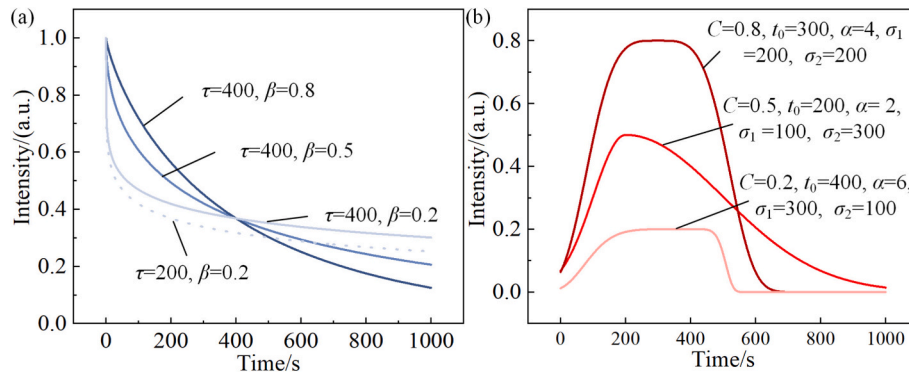 (a)
1.0
0.8
0.6
0.4
0.2
0.0
Intensity/(a.u.)
τ=400, β=0.8
τ=400, β=0.5
τ=400, β=0.2
τ=200, β=0.2
0 200 400 600 800 1000
Time/s
(b)
0.8
0.6
0.4
0.2
0.0
Intensity/(a.u.)
C=0.8, t₀=300, α=4, σ₁
=200, σ₂=200
C=0.5, t₀=200, α= 2,
σ₁ =100, σ₂=300
C=0.2, t₀=400, α=6,
σ₁=300, σ₂=100
0 200 400 600 800 1000
Time/s